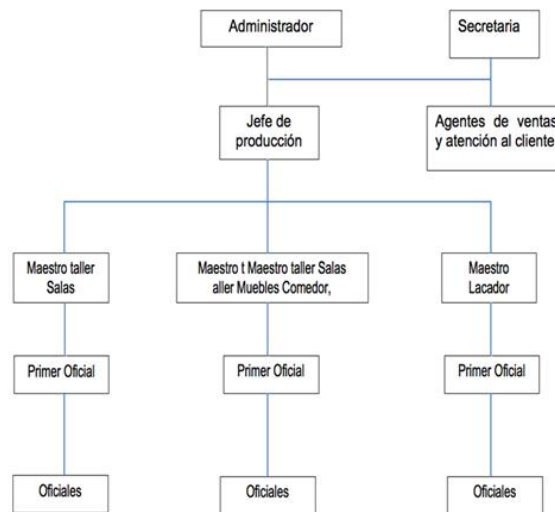 Administrador
Secretaria
Jefe de
producción
Agentes de ventas
y atención al cliente
Maestro taller
Salas
Maestro t Maestro taller Salas
aller Muebles Comedor,
Maestro
Lacador
Primer Oficial
Primer Oficial
Primer Oficial
Oficiales
Oficiales
Oficiales